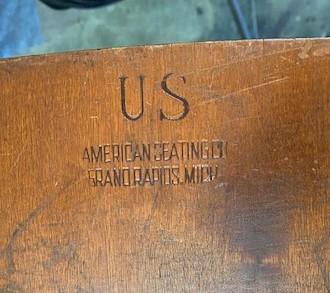 US
AMERICAN SEATING CO
GRAND RAPIDS, MICH